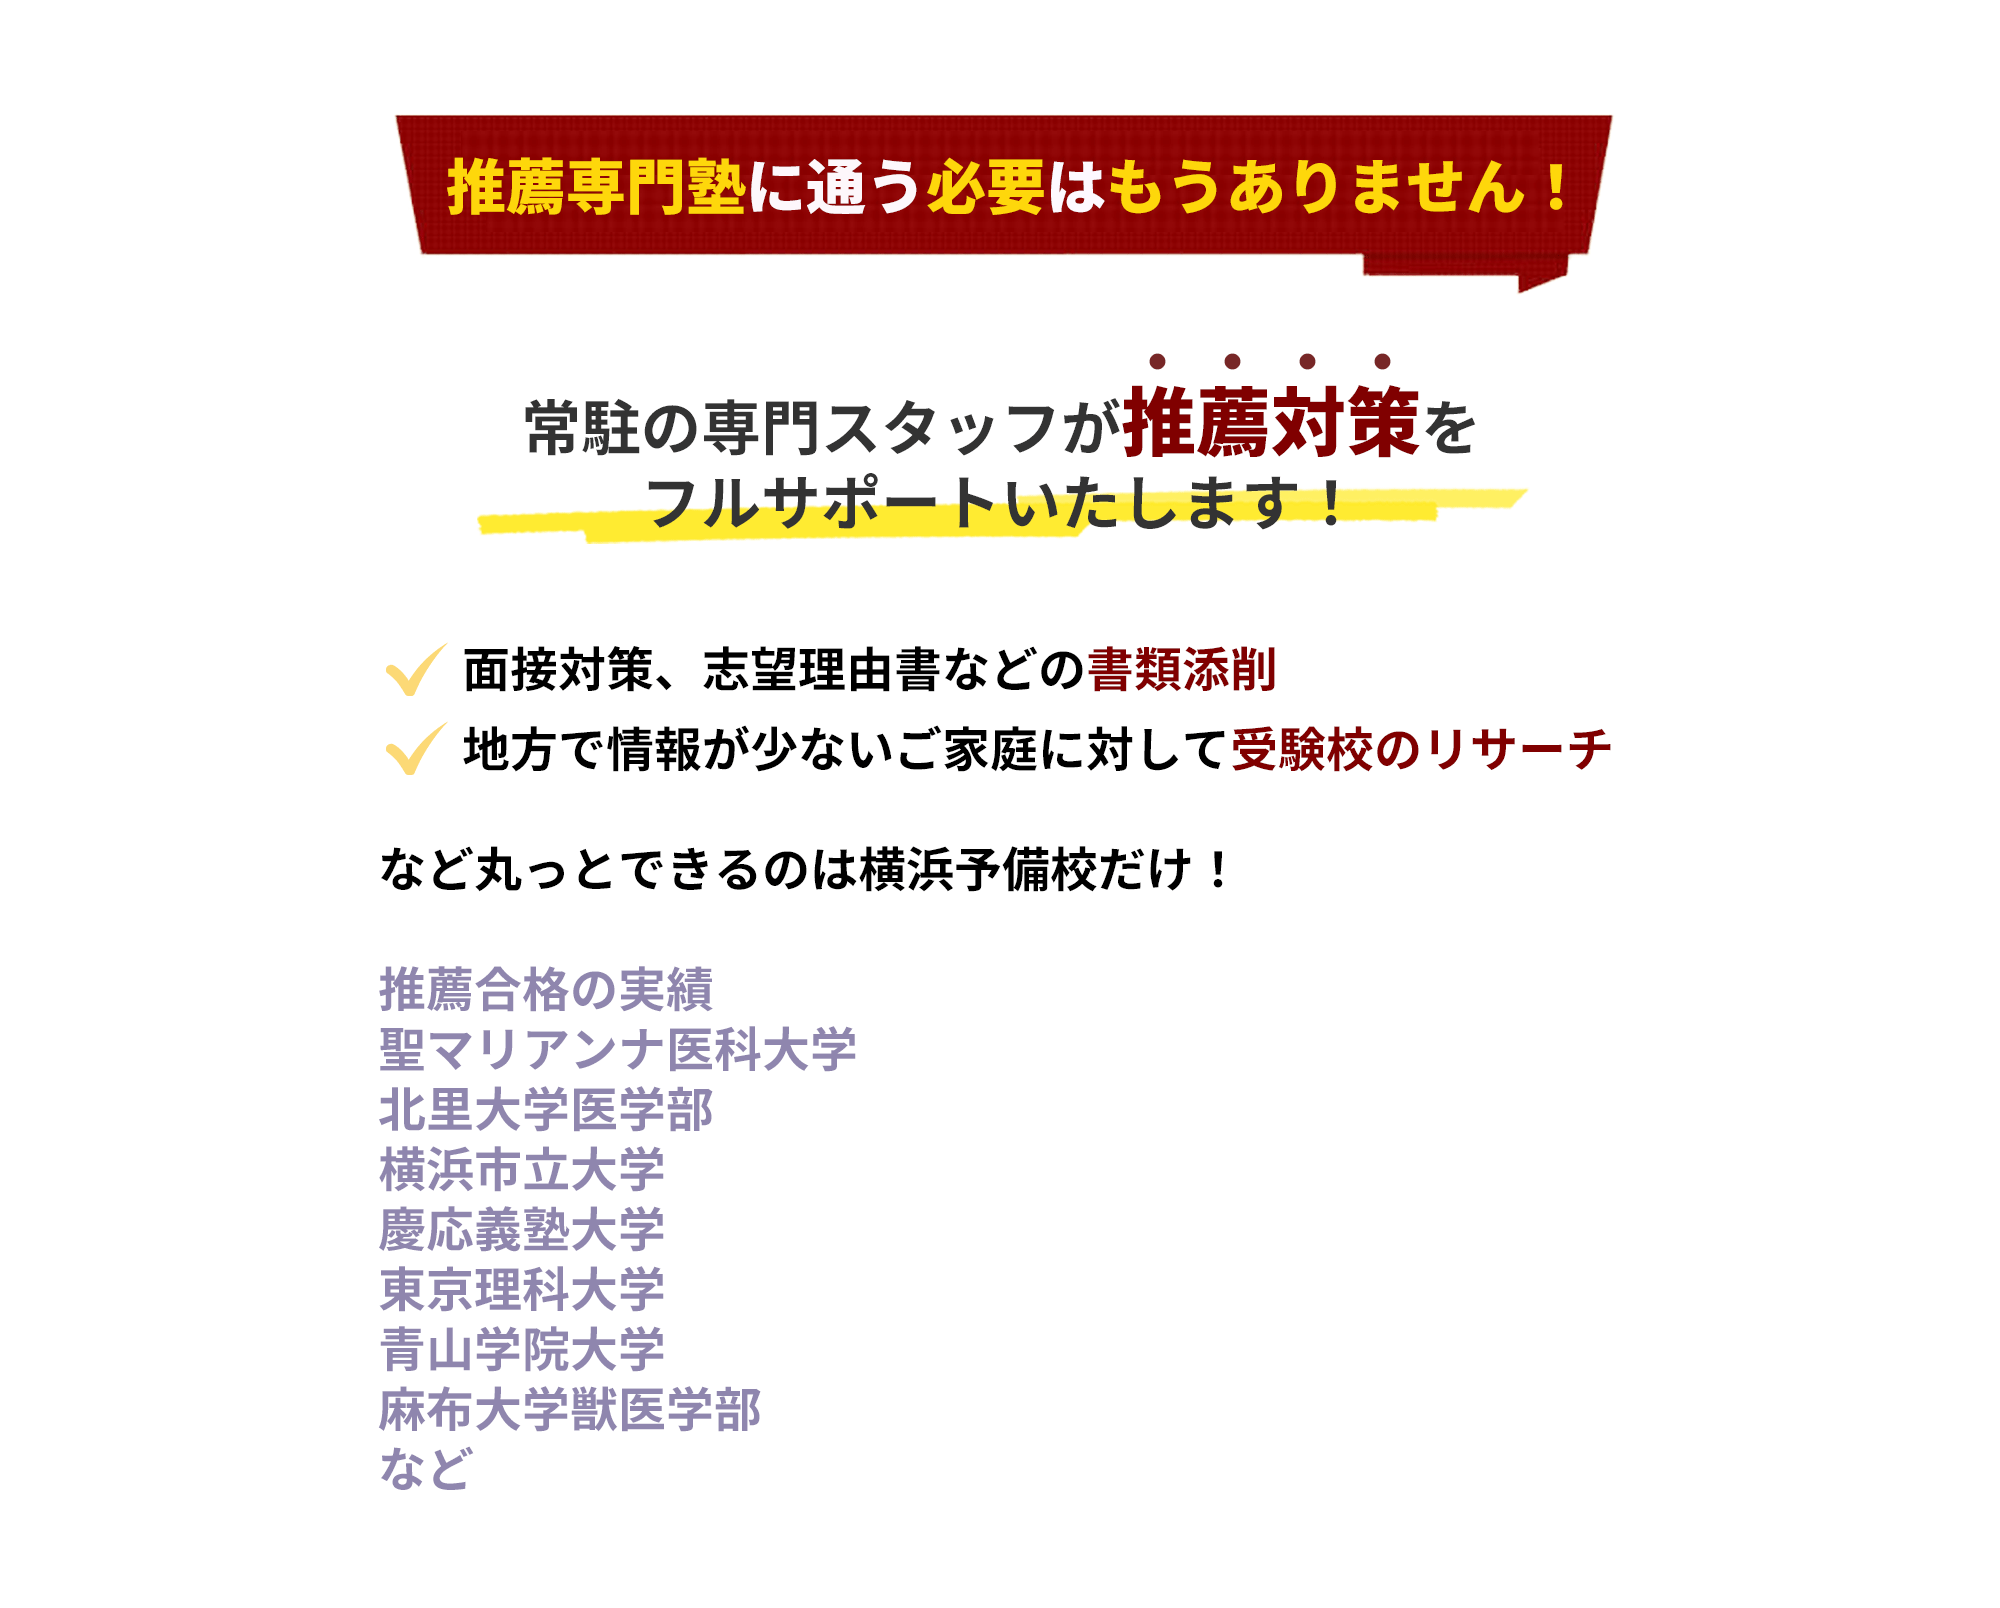 推薦専門塾に通う必要はもうありません！
常駐の専門スタッフが推薦対策を
フルサポートいたします！
面接対策、志望理由書などの書類添削
地方で情報が少ないご家庭に対して受験校のリサーチ
など丸っとできるのは横浜予備校だけ！
推薦合格の実績
聖マリアンナ医科大学
北里大学医学部
横浜市立大学
慶応義塾大学
東京理科大学
青山学院大学
麻布大学獣医学部
など